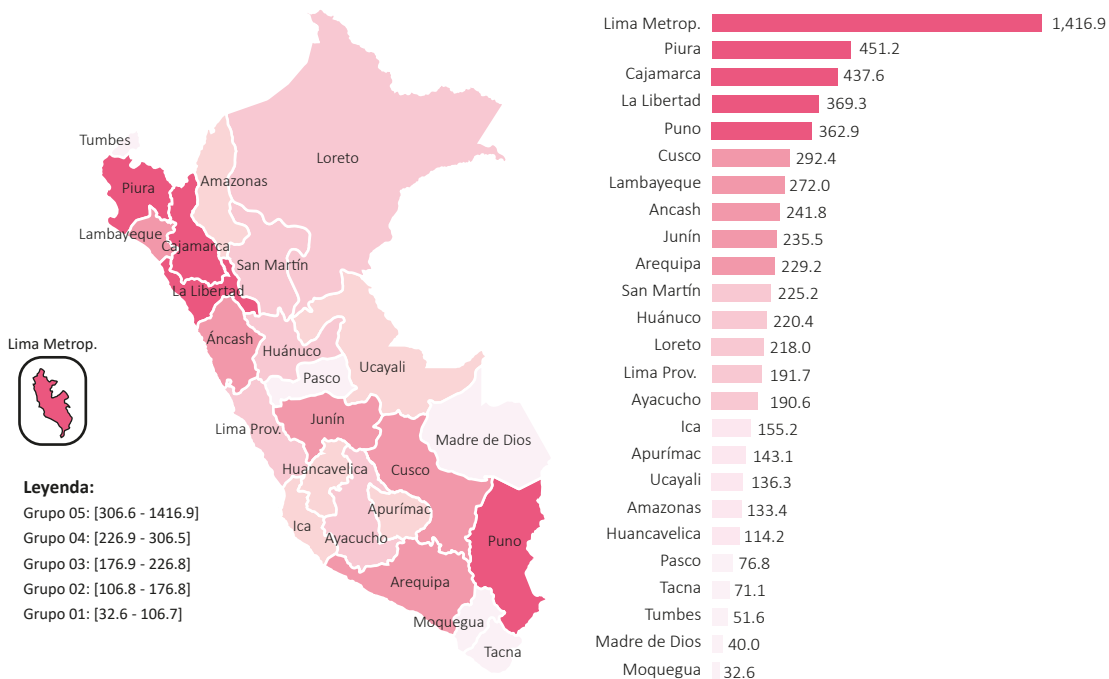 Tumbes
Piura
Lambayeque
Cajamarca
Amazonas
Loreto
San Martín
La Libertad
Áncash
Huánuco
Ucayali
Pasco
Lima Metrop.
Lima Prov.
Junín
Madre de Dios
Huancavelica
Cusco
Ica
Apurímac
Ayacucho
Puno
Arequipa
Moquegua
Tacna
Leyenda:
Grupo 05: [306.6 - 1416.9]
Grupo 04: [226.9 - 306.5]
Grupo 03: [176.9 - 226.8]
Grupo 02: [106.8 - 176.8]
Grupo 01: [32.6 - 106.7]
Lima Metrop. 1,416.9
Piura 451.2
Cajamarca 437.6
La Libertad 369.3
Puno 362.9
Cusco 292.4
Lambayeque 272.0
Ancash 241.8
Junín 235.5
Arequipa 229.2
San Martín 225.2
Huánuco 220.4
Loreto 218.0
Lima Prov. 191.7
Ayacucho 190.6
Ica 155.2
Apurímac 143.1
Ucayali 136.3
Amazonas 133.4
Huancavelica 114.2
Pasco 76.8
Tacna 71.1
Tumbes 51.6
Madre de Dios 40.0
Moquegua 32.6